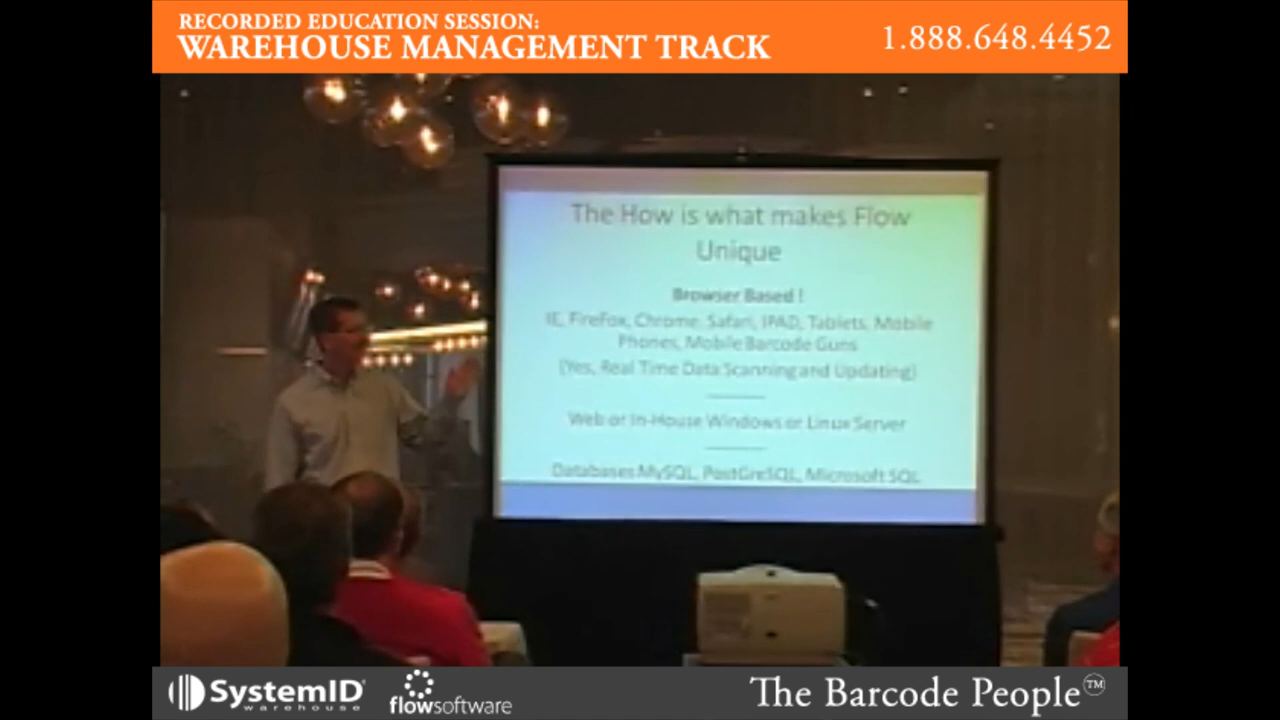 RECORDED EDUCATION SESSION:
WAREHOUSE MANAGEMENT TRACK
1.888.648.4452
The How is what makes Flow
Unique
Browser Based !
IE, FireFox, Chrome, Safari, IPAD, Tablets, Mobile
Phones, Mobile Barcode Guns
(Yes, Real Time Data Scanning and Updating)
Web or In-House Windows or Linux Server
Databases MySQL, PostGreSQL, Microsoft SQL
SystemID
warehouse
flowsoftware
The Barcode People™